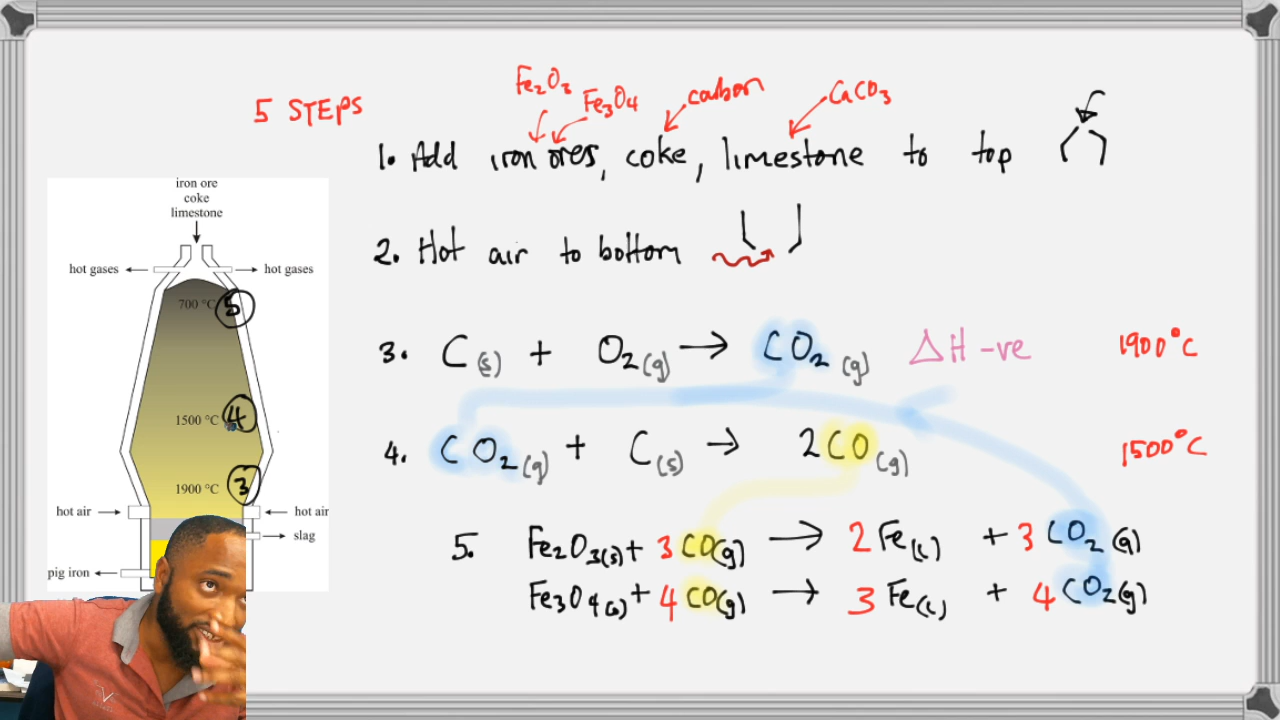 Fe2O3
Fe3O4
carbon
CaCO3
5 STEPS
1. Add iron ores, coke, limestone to top
iron ore
coke
limestone
2. Hot air to bottom
hot gases
hot gases
700 °C 5
3. C(s) + O2(g) → CO2(g) ΔH -ve 1900°C
1500 °C 4
4. CO2(g) + C(s) → 2CO(g) 1500°C
1900 °C 3
hot air
hot air
slag
5. Fe2O3(s) + 3CO(g) → 2Fe(l) + 3CO2(g)
pig iron
Fe3O4(s) + 4CO(g) → 3Fe(l) + 4CO2(g)